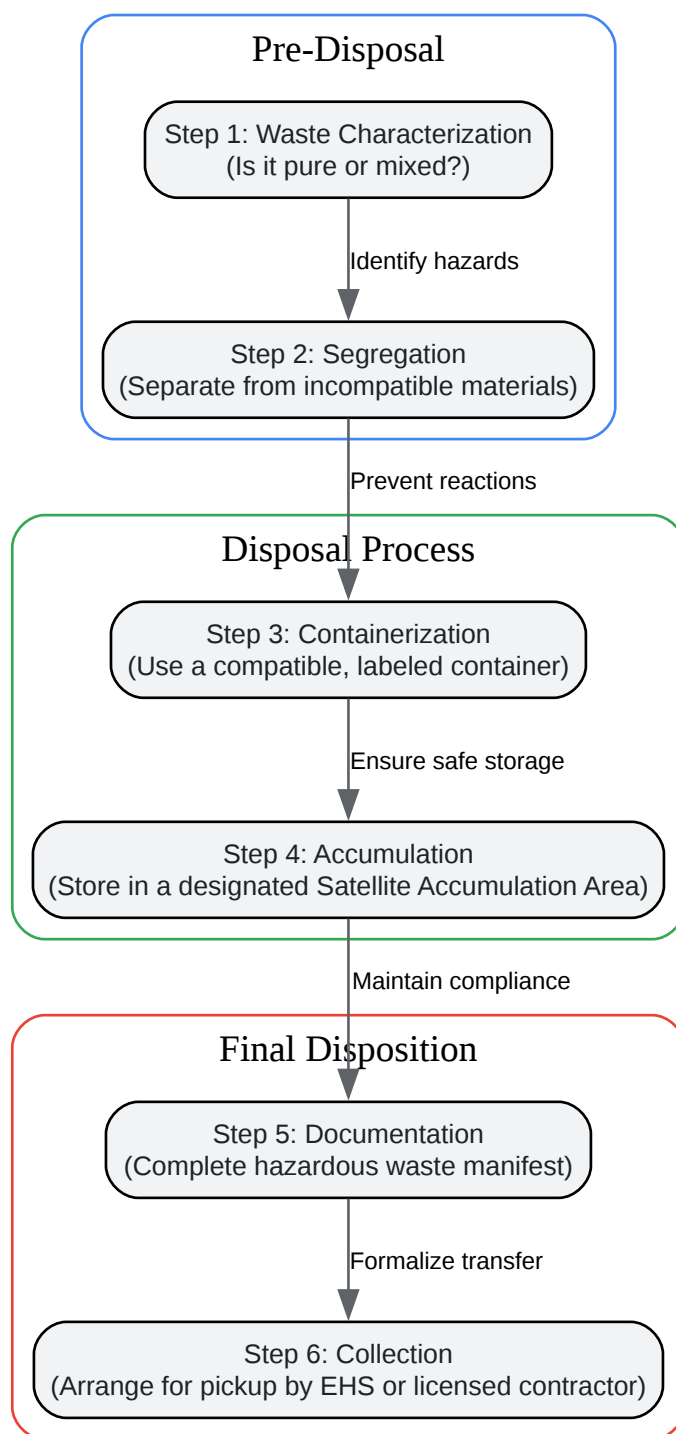 Pre-Disposal
Step 1: Waste Characterization
(Is it pure or mixed?)
Identify hazards
Step 2: Segregation
(Separate from incompatible materials)
Prevent reactions
Disposal Process
Step 3: Containerization
(Use a compatible, labeled container)
Ensure safe storage
Step 4: Accumulation
(Store in a designated Satellite Accumulation Area)
Maintain compliance
Final Disposition
Step 5: Documentation
(Complete hazardous waste manifest)
Formalize transfer
Step 6: Collection
(Arrange for pickup by EHS or licensed contractor)